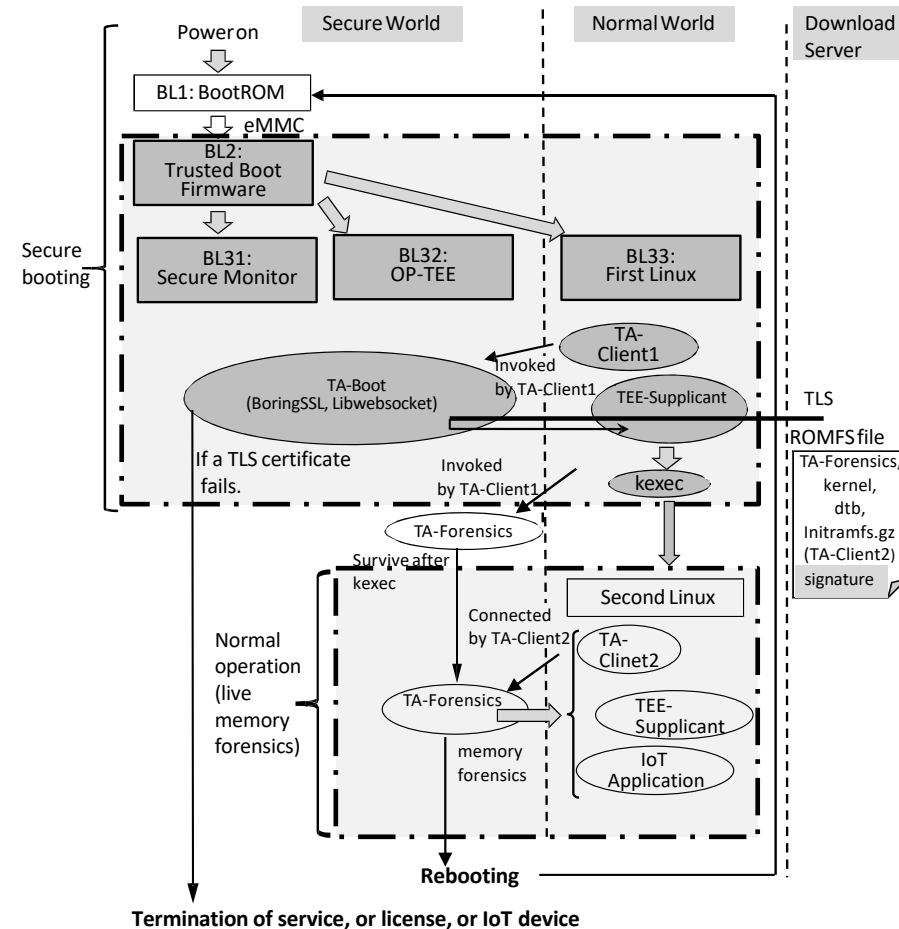 Secure World
Normal World
Download
Server
Power on
BL1: BootROM
eMMC
BL2:
Trusted Boot
Firmware
Secure
booting
BL31:
Secure Monitor
BL32:
OP-TEE
BL33:
First Linux
TA-
Client1
Invoked
by TA-Client1
TA-Boot
(BoringSSL, Libwebsocket)
TEE-Supplicant
TLS
If a TLS certificate
fails.
Invoked
by TA-Client1
kexec
ROMFS file
TA-Forensics,
kernel,
dtb,
Initramfs.gz
(TA-Client2)
signature
TA-Forensics
Survive after
kexec
Second Linux
Normal
operation
(live
memory
forensics)
Connected
by TA-Client2
TA-
Clinet2
TA-Forensics
TEE-
Supplicant
memory
forensics
IoT
Application
Rebooting
Termination of service, or license, or IoT device